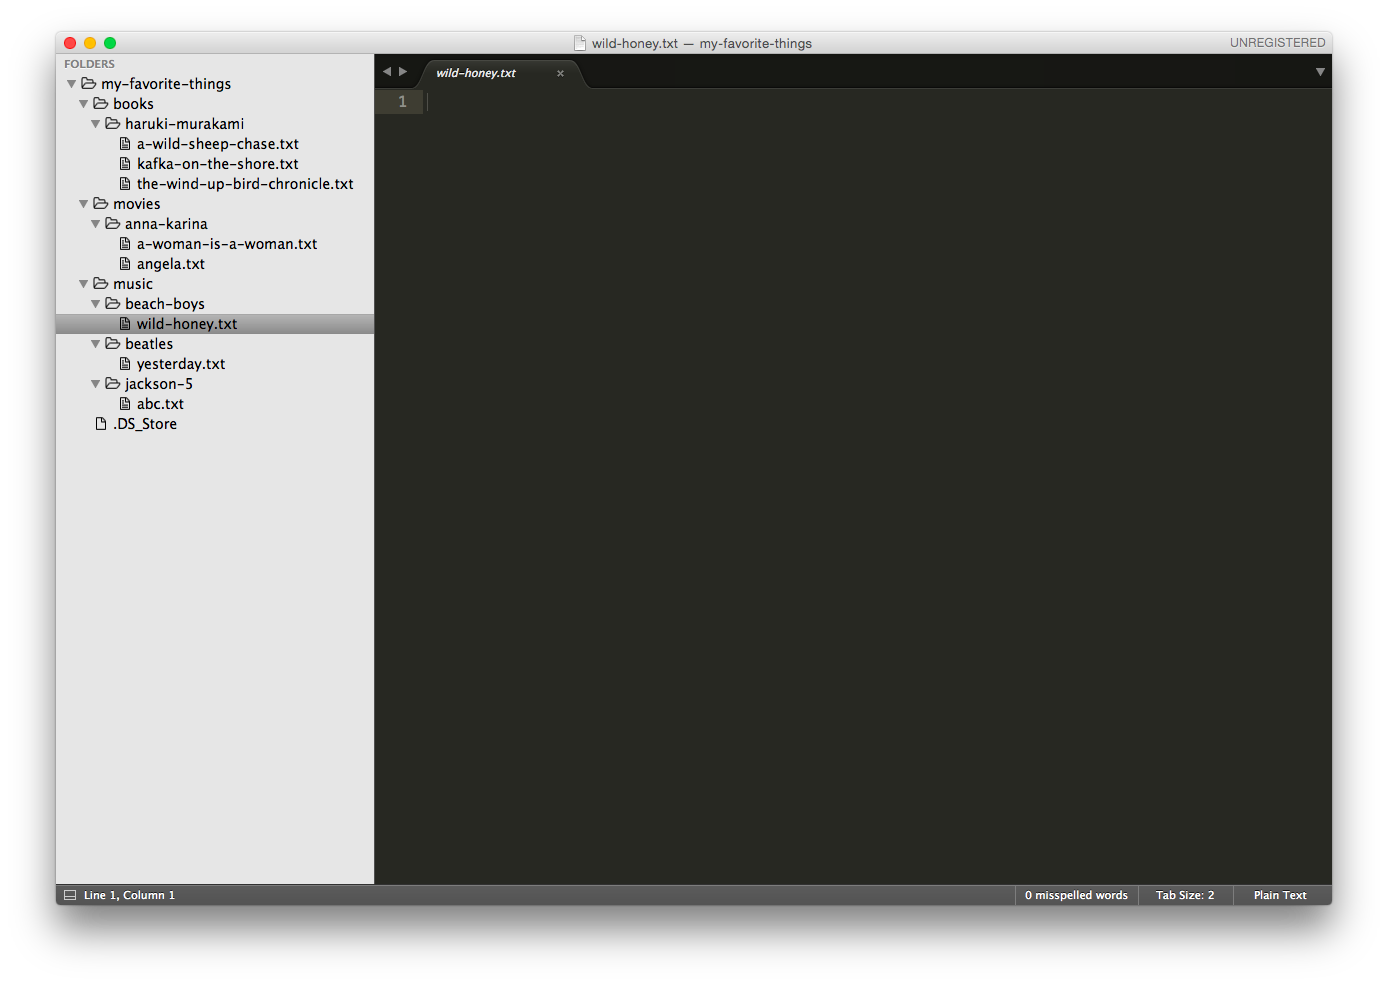 wild-honey.txt — my-favorite-things
UNREGISTERED
FOLDERS
my-favorite-things
books
haruki-murakami
a-wild-sheep-chase.txt
kafka-on-the-shore.txt
the-wind-up-bird-chronicle.txt
movies
anna-karina
a-woman-is-a-woman.txt
angela.txt
music
beach-boys
wild-honey.txt
beatles
yesterday.txt
jackson-5
abc.txt
.DS_Store
wild-honey.txt
1
Line 1, Column 1
0 misspelled words
Tab Size: 2
Plain Text